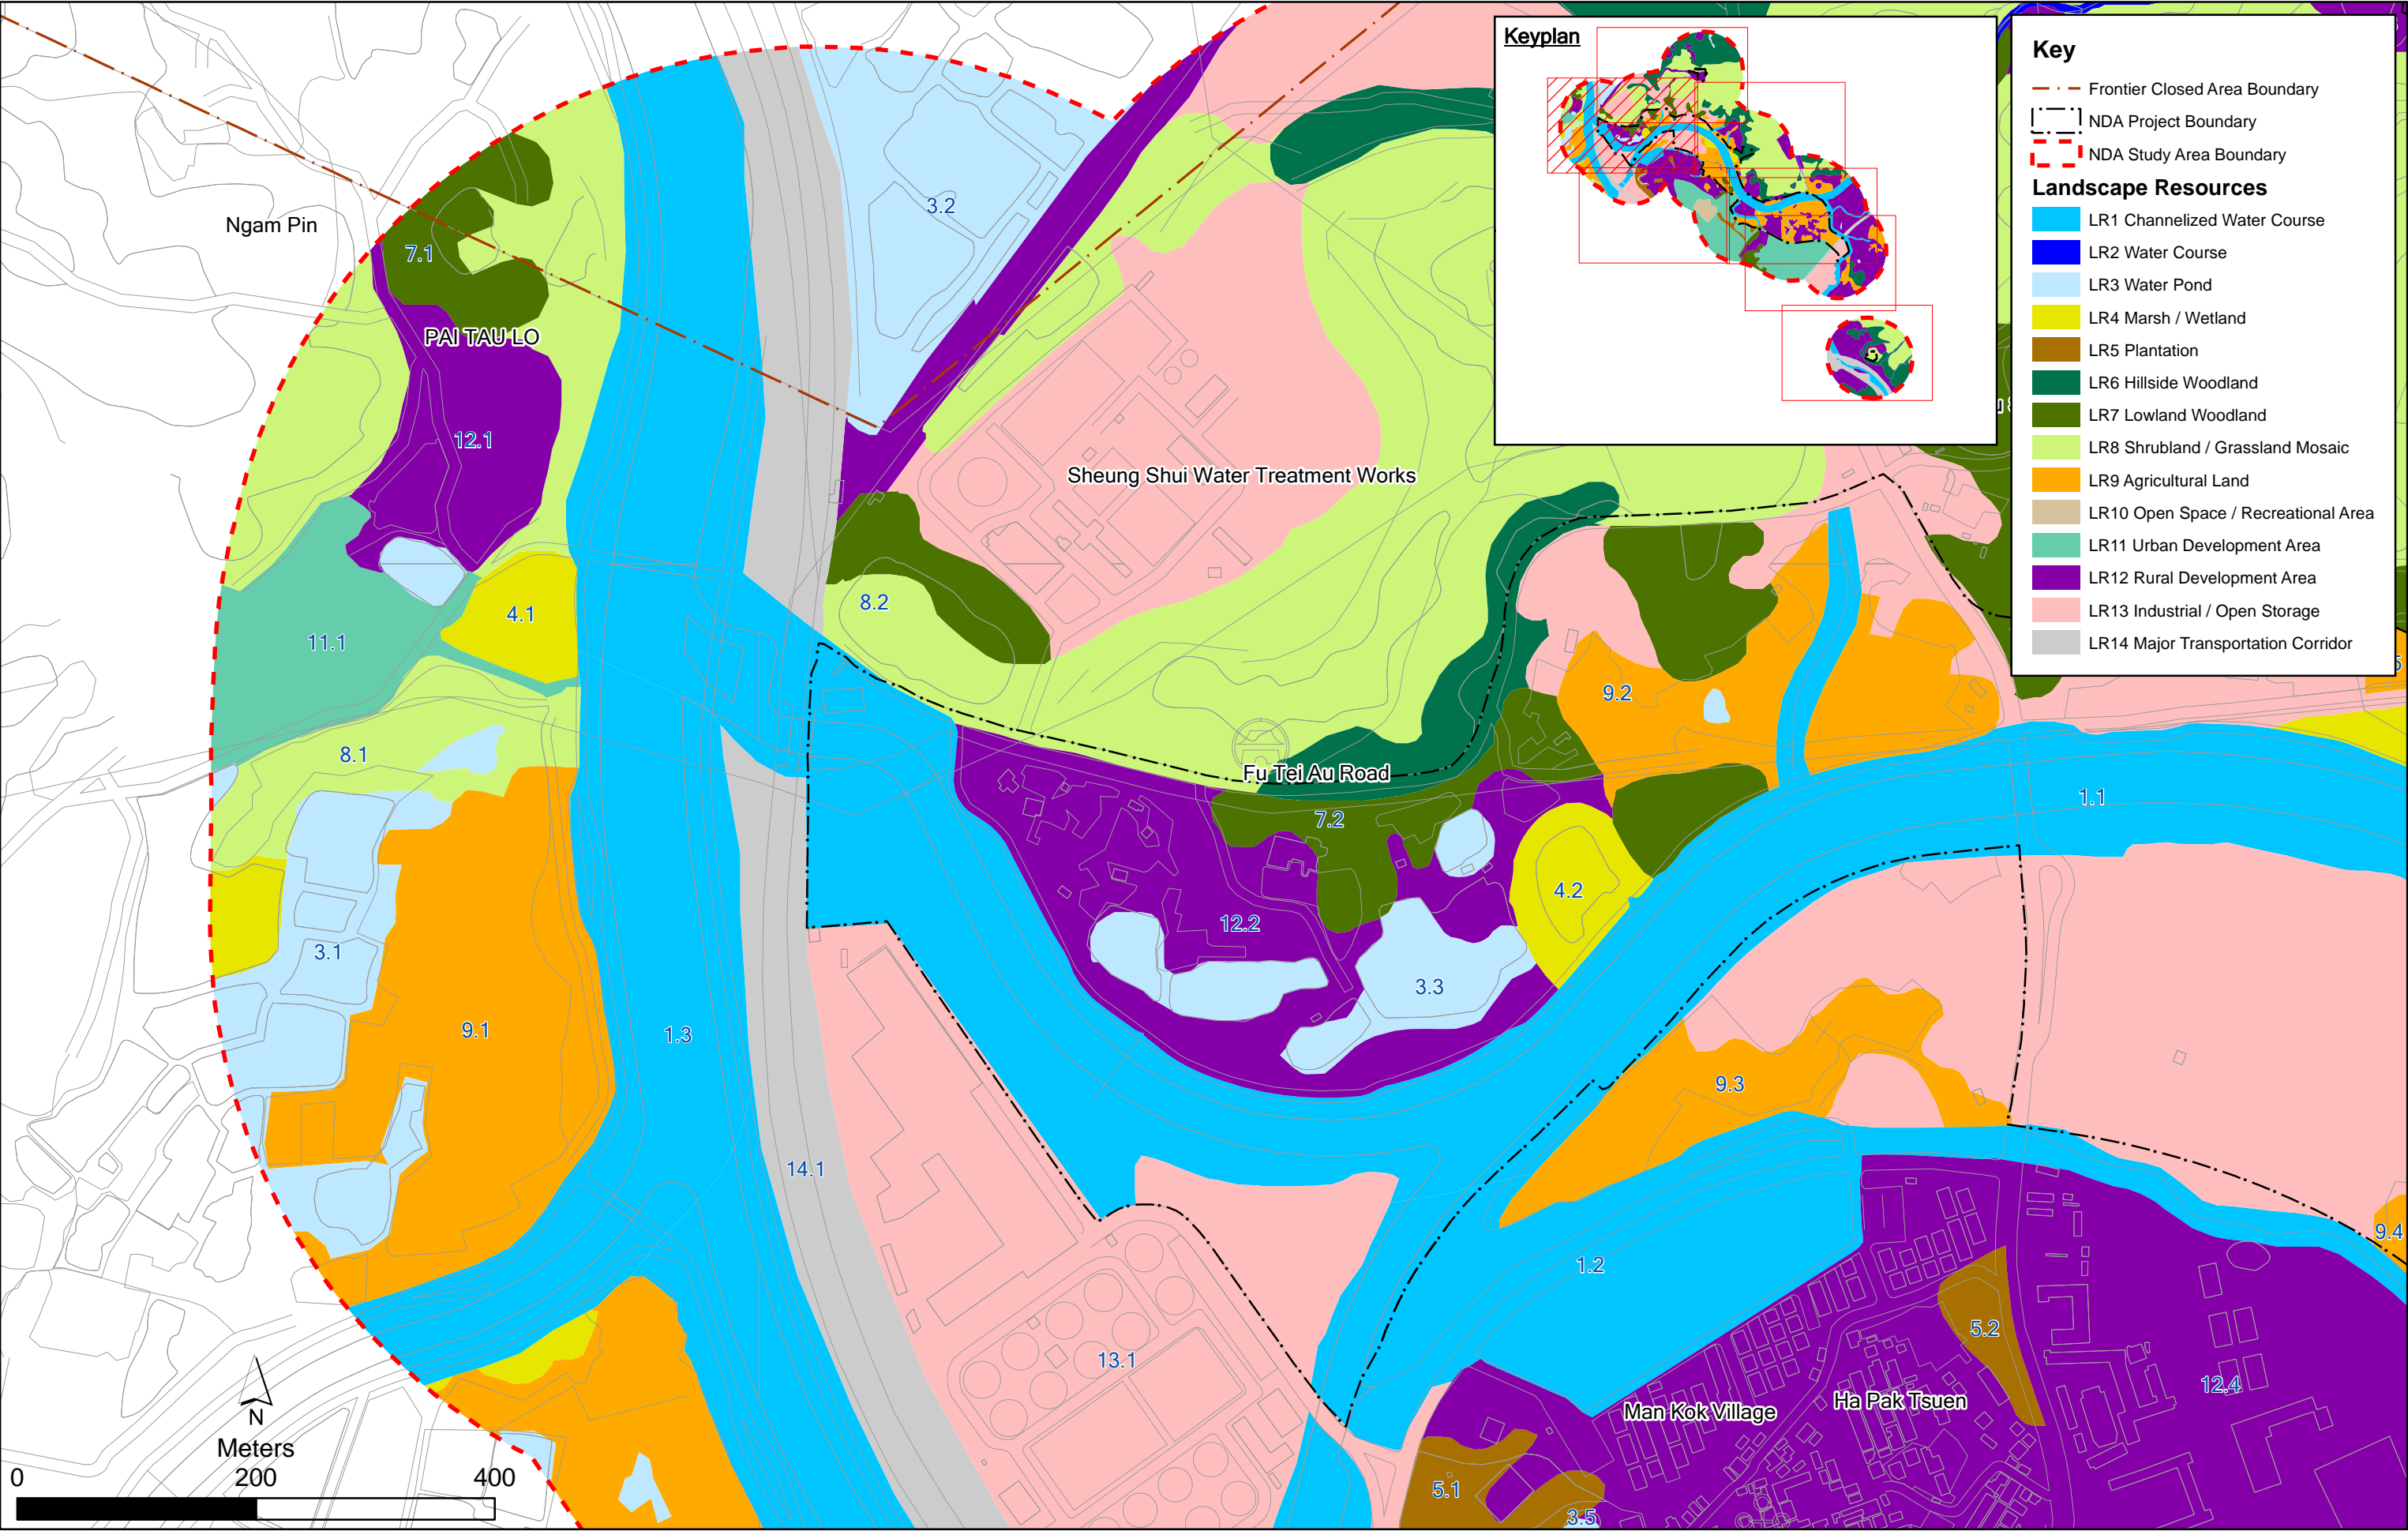 Keyplan
Key
Frontier Closed Area Boundary
NDA Project Boundary
NDA Study Area Boundary
Landscape Resources
LR1 Channelized Water Course
LR2 Water Course
LR3 Water Pond
LR4 Marsh / Wetland
LR5 Plantation
LR6 Hillside Woodland
LR7 Lowland Woodland
LR8 Shrubland / Grassland Mosaic
LR9 Agricultural Land
LR10 Open Space / Recreational Area
LR11 Urban Development Area
LR12 Rural Development Area
LR13 Industrial / Open Storage
LR14 Major Transportation Corridor
3.2
Ngam Pin
7.1
PAI TAU LO
12.1
Sheung Shui Water Treatment Works
8.2
4.1
11.1
9.2
8.1
Fu Tei Au Road
1.1
7.2
4.2
12.2
3.1
3.3
9.1
1.3
9.3
14.1
9.4
1.2
5.2
13.1
12.4
Ha Pak Tsuen
Man Kok Village
N
Meters
0 200 400
5.1
3.5